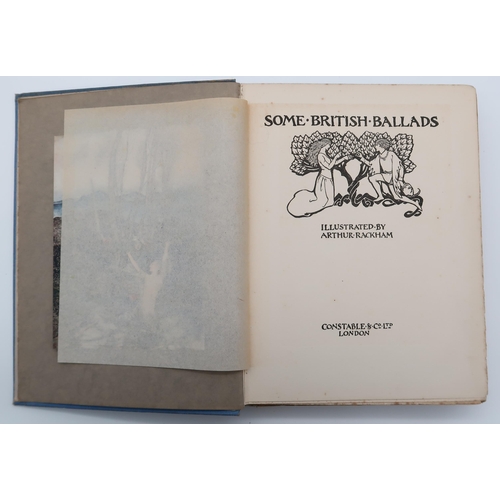 SOME·BRITISH·BALLADS
ILLUSTRATED·BY
ARTHUR·RACKHAM
CONSTABLE·&·Co·LTD
LONDON